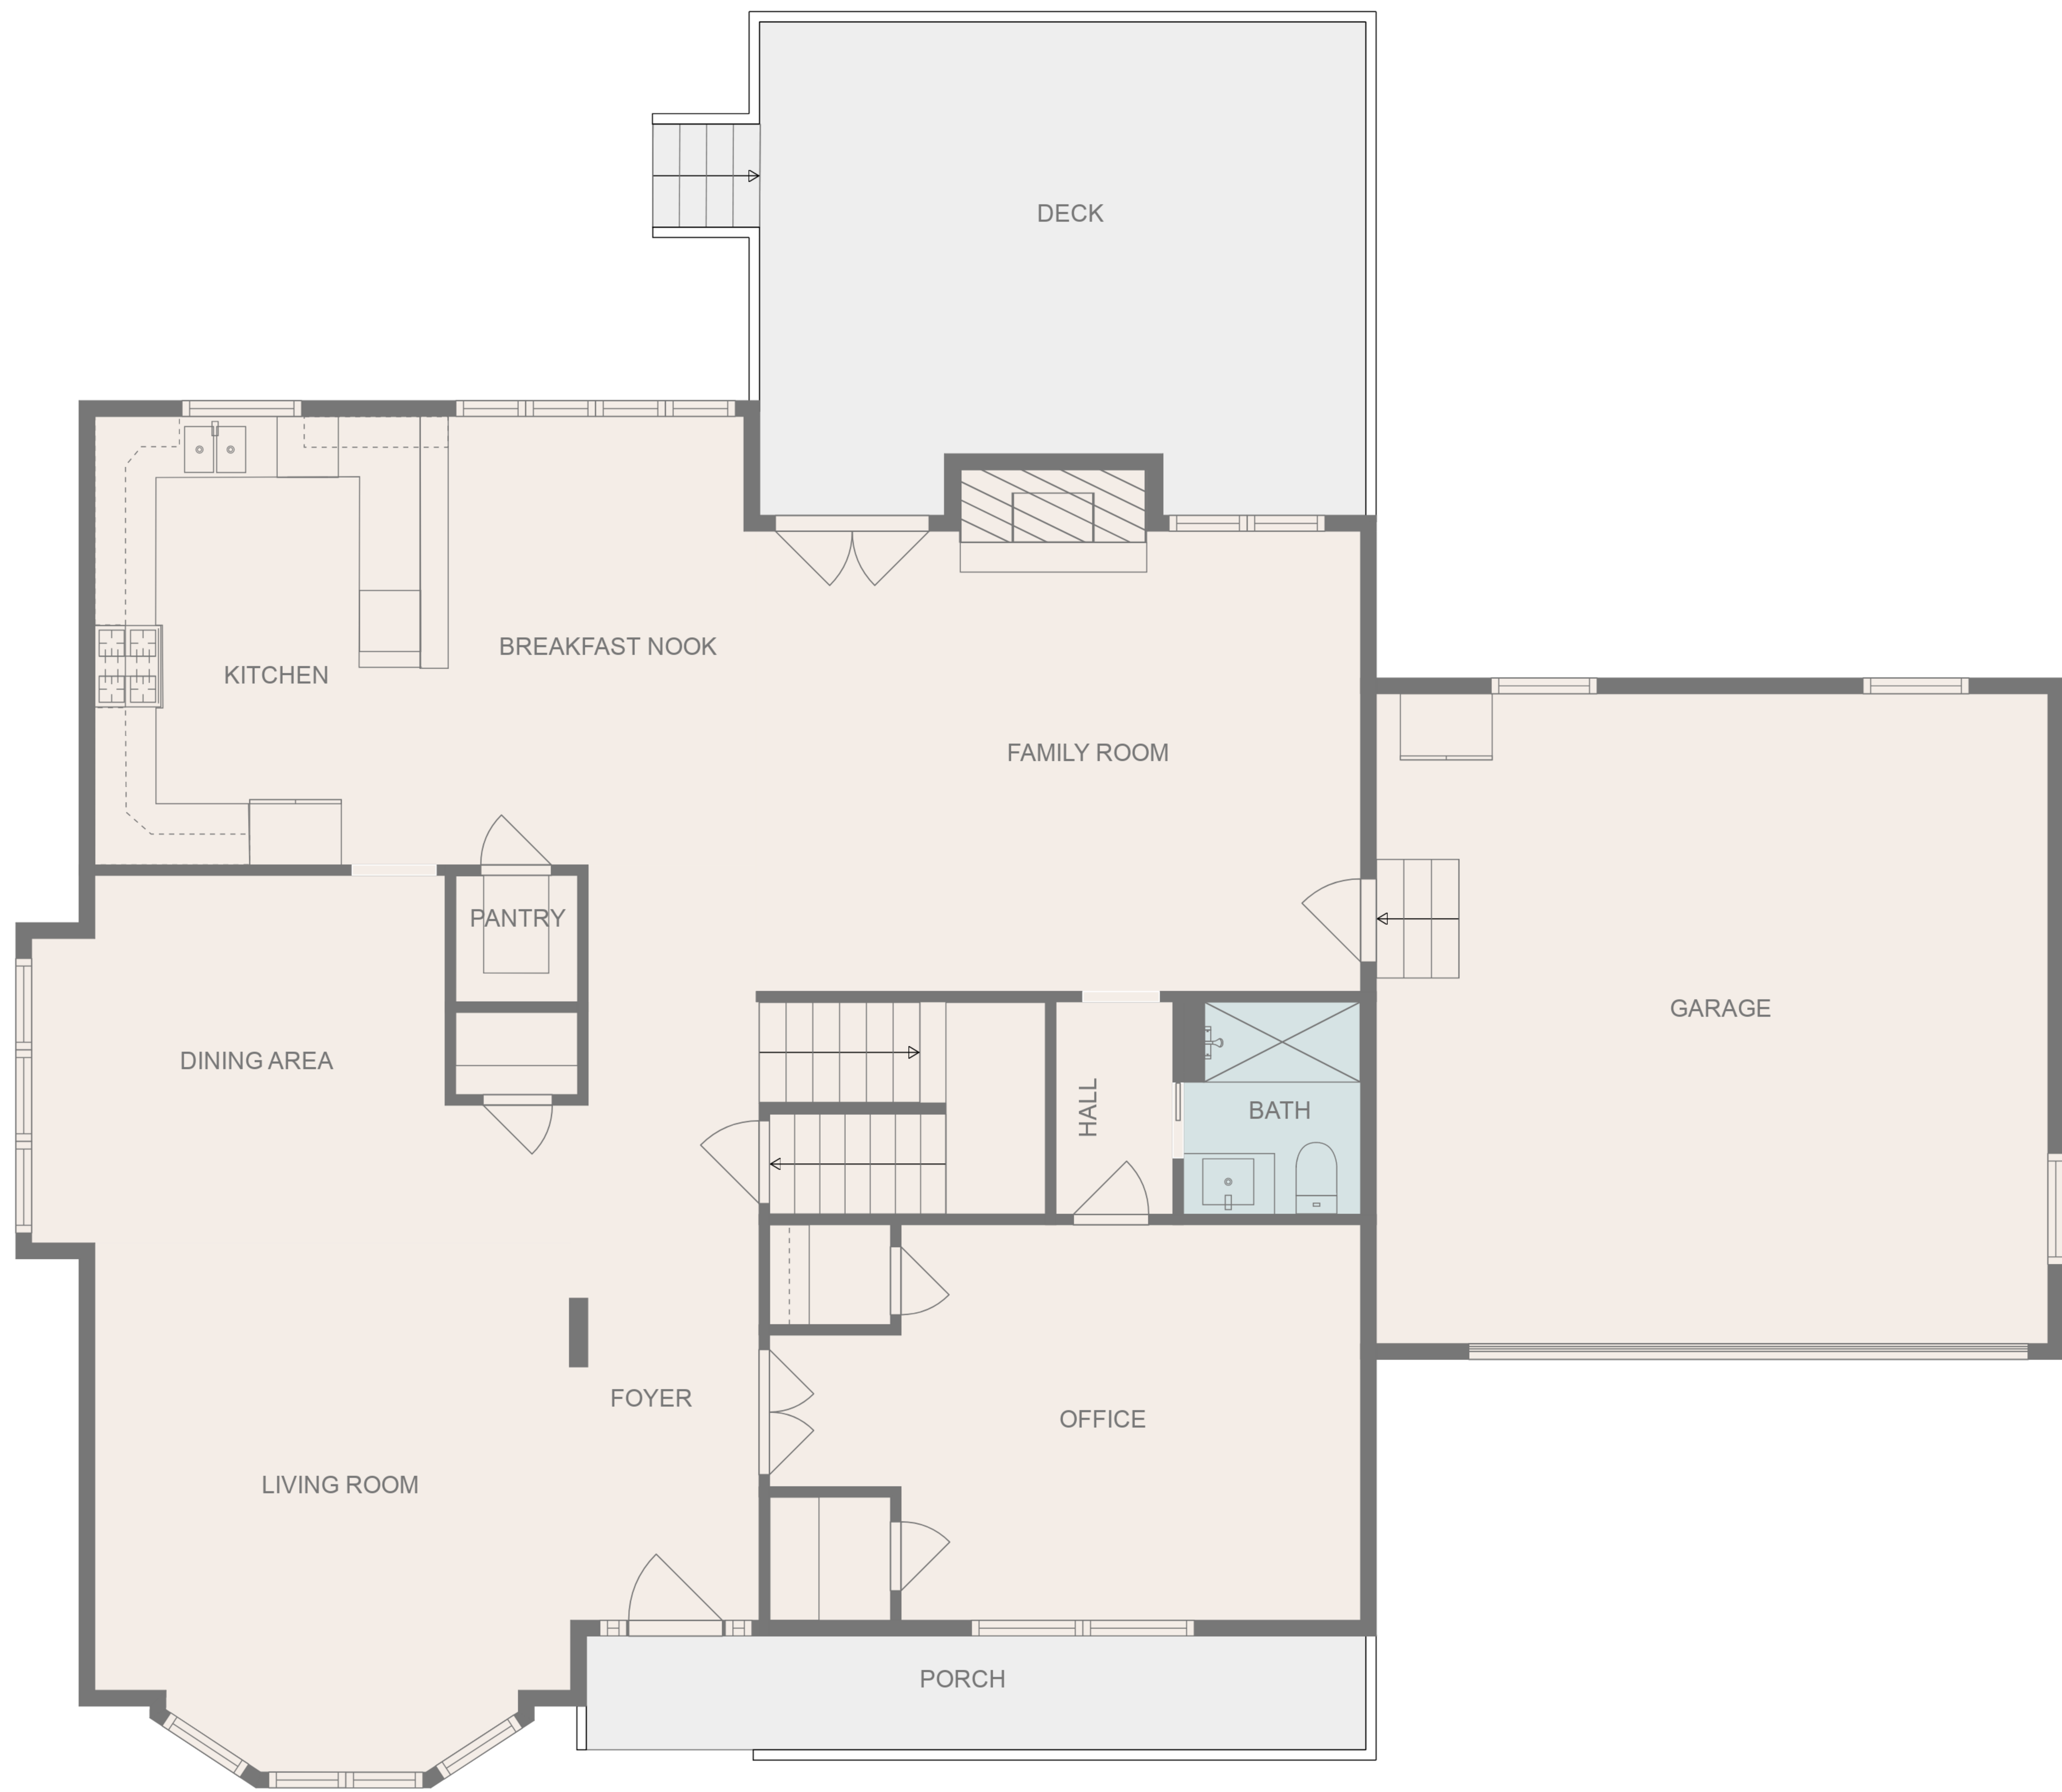 DECK
BREAKFAST NOOK
KITCHEN
FAMILY ROOM
PANTRY
GARAGE
DINING AREA
HALL
BATH
FOYER
OFFICE
LIVING ROOM
PORCH